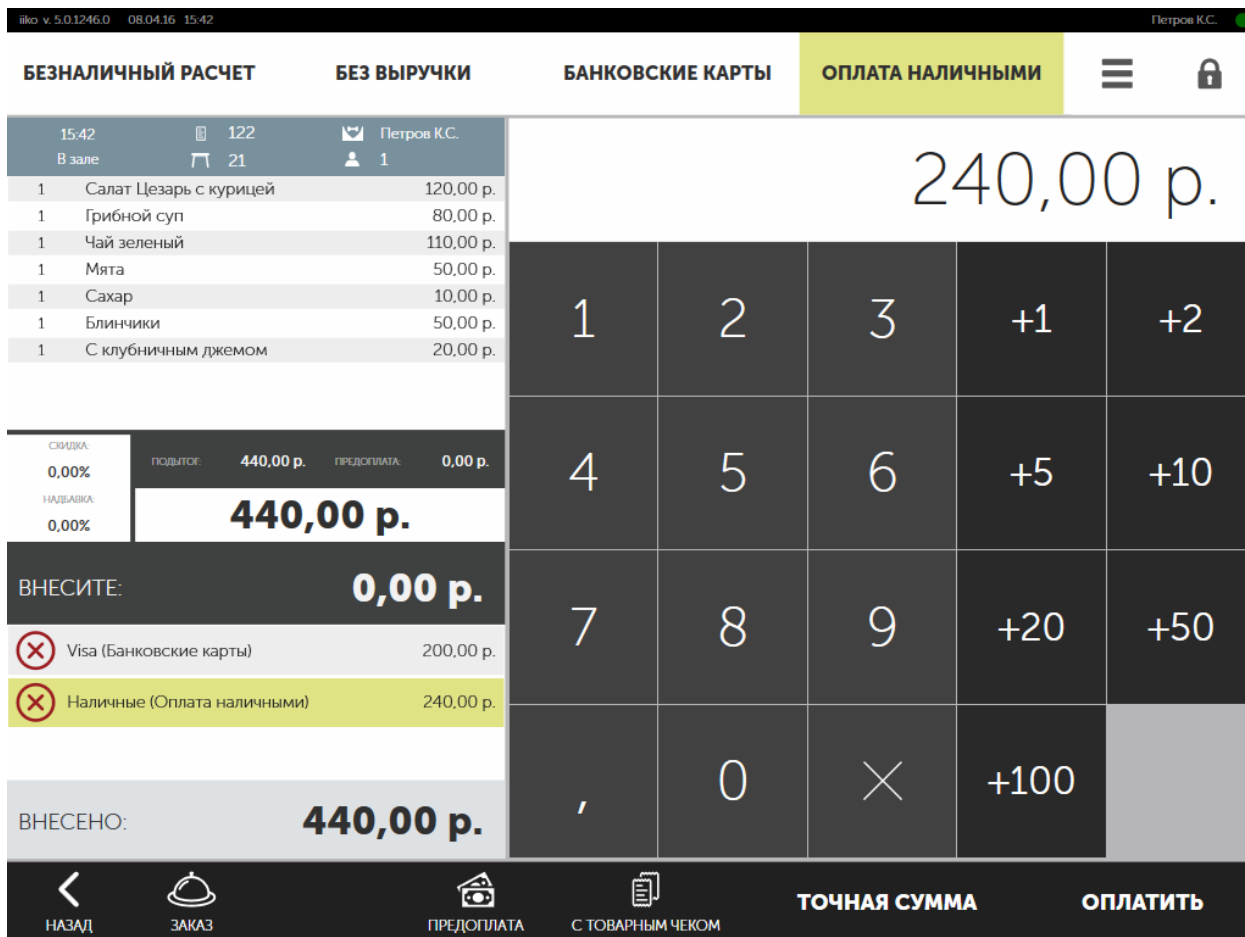 iiko v. 5.0.1246.0 08.04.16 15:42 Петров К.С.
БЕЗНАЛИЧНЫЙ РАСЧЕТ БЕЗ ВЫРУЧКИ БАНКОВСКИЕ КАРТЫ ОПЛАТА НАЛИЧНЫМИ
15:42 122 Петров К.С.
В зале 21 1
1 Салат Цезарь с курицей 120,00 р.
1 Грибной суп 80,00 р.
1 Чай зеленый 110,00 р.
1 Мята 50,00 р.
1 Сахар 10,00 р.
1 Блинчики 50,00 р.
1 С клубничным джемом 20,00 р.
СКИДКА:
0,00%
НАДБАВКА:
0,00%
ПОДЫТОГ: 440,00 р. ПРЕДОПЛАТА: 0,00 р.
440,00 р.
ВНЕСИТЕ: 0,00 р.
Visa (Банковские карты) 200,00 р.
Наличные (Оплата наличными) 240,00 р.
ВНЕСЕНО: 440,00 р.
240,00 р.
1 2 3 +1 +2
4 5 6 +5 +10
7 8 9 +20 +50
, 0 +100
НАЗАД ЗАКАЗ ПРЕДОПЛАТА С ТОВАРНЫМ ЧЕКОМ ТОЧНАЯ СУММА ОПЛАТИТЬ